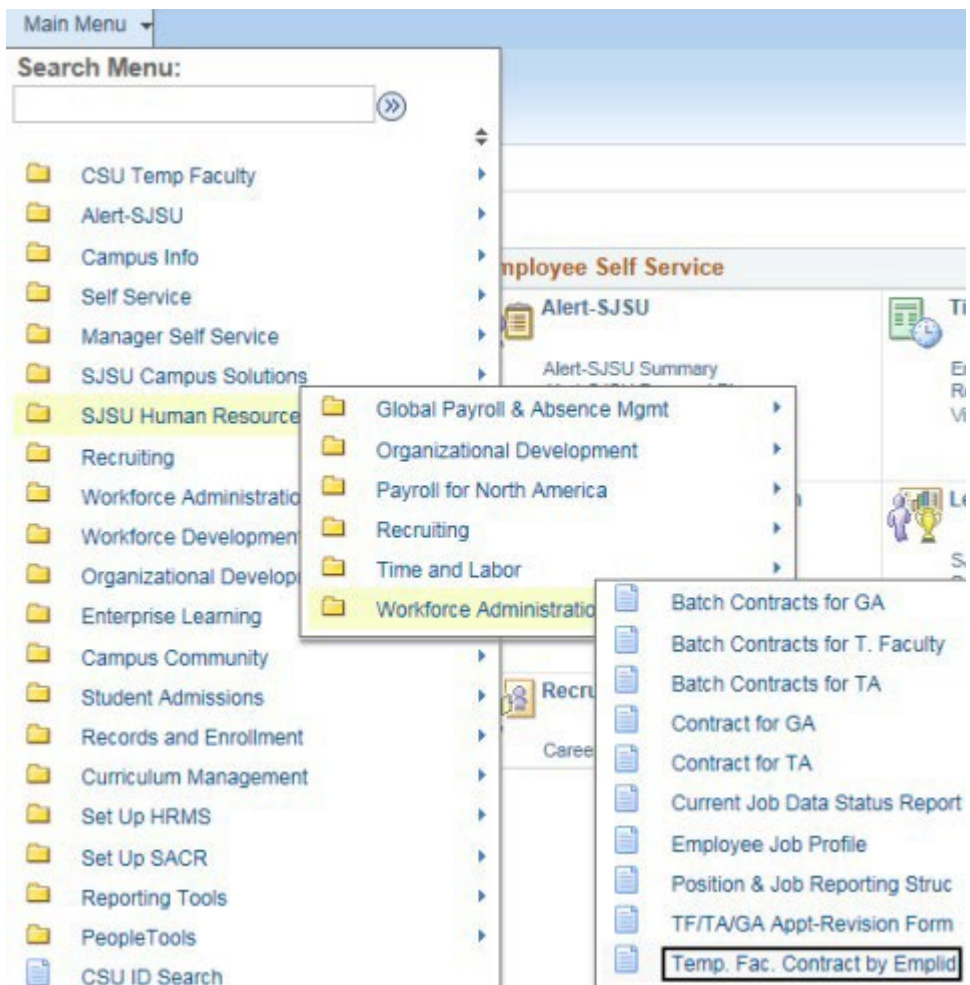 Main Menu
Search Menu:
CSU Temp Faculty
Alert-SJSU
Campus Info
Self Service
Manager Self Service
SJSU Campus Solutions
SJSU Human Resource
Recruiting
Workforce Administratio
Workforce Developmen
Organizational Develop
Enterprise Learning
Campus Community
Student Admissions
Records and Enrollment
Curriculum Management
Set Up HRMS
Set Up SACR
Reporting Tools
PeopleTools
CSU ID Search
Global Payroll & Absence Mgmt
Organizational Development
Payroll for North America
Recruiting
Time and Labor
Workforce Administratio
Batch Contracts for GA
Batch Contracts for T. Faculty
Batch Contracts for TA
Contract for GA
Contract for TA
Current Job Data Status Report
Employee Job Profile
Position & Job Reporting Struc
TF/TA/GA Appt-Revision Form
Temp. Fac. Contract by Emplid
mployee Self Service
Alert-SJSU
Alert-SJSU Summary
Recru
Caree
Ti
Le